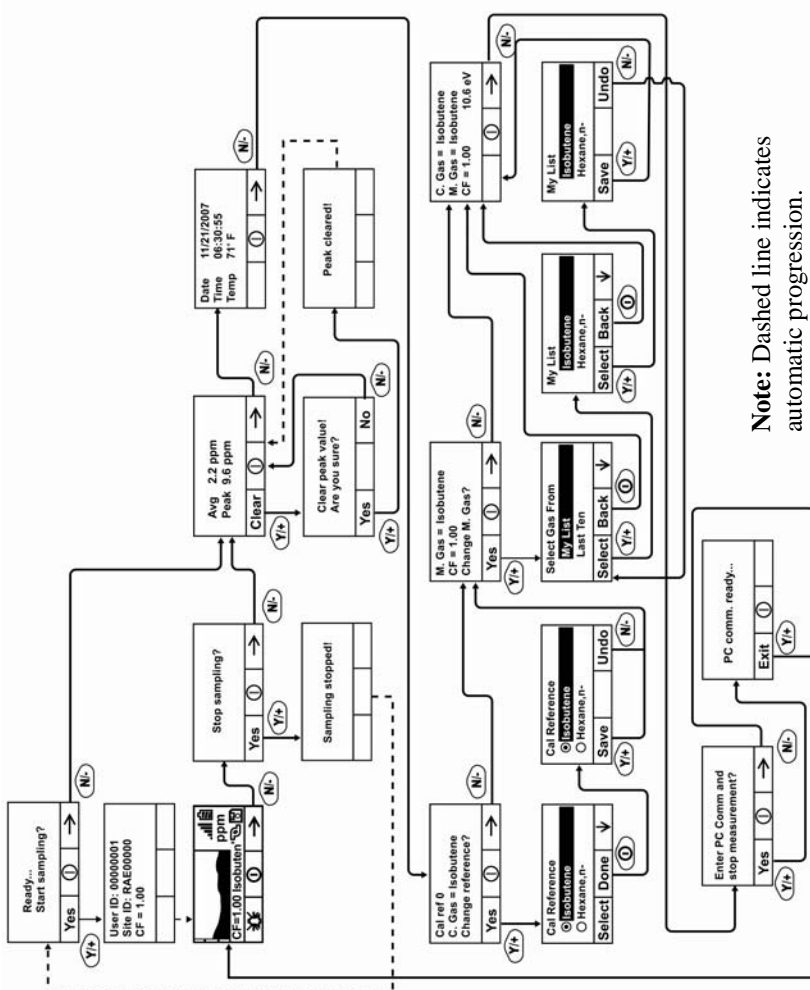 Ready...
Start sampling?
Yes
Y/+
N/-
User ID: 00000001
Site ID: RAE00000
CF = 1.00
ppm
CF=1.00 Isobuten
N/-
Stop sampling?
Yes
Y/+
N/-
Sampling stopped!
Avg 2.2 ppm
Peak 9.6 ppm
Clear
Y/+
N/-
Clear peak value!
Are you sure?
Yes No
Y/+
N/-
Peak cleared!
Date 11/21/2007
Time 06:30:55
Temp 71° F
N/-
Cal ref 0
C. Gas = Isobutene
Change reference?
Yes
Y/+
N/-
Cal Reference
Isobutene
Hexane,n-
Select Done
Cal Reference
Isobutene
Hexane,n-
Save Undo
Y/+
N/-
M. Gas = Isobutene
CF = 1.00
Change M. Gas?
Yes
Y/+
N/-
Select Gas From
My List
Last Ten
Select Back
Y/+
My List
Isobutene
Hexane,n-
Select Back
Y/+
My List
Isobutene
Hexane,n-
Save Undo
Y/+
N/-
C. Gas = Isobutene
M. Gas = Isobutene
CF = 1.00 10.6 eV
N/-
Enter PC Comm and
stop measurement?
Yes
Y/+
N/-
PC comm. ready...
Exit
Y/+
Note: Dashed line indicates
automatic progression.